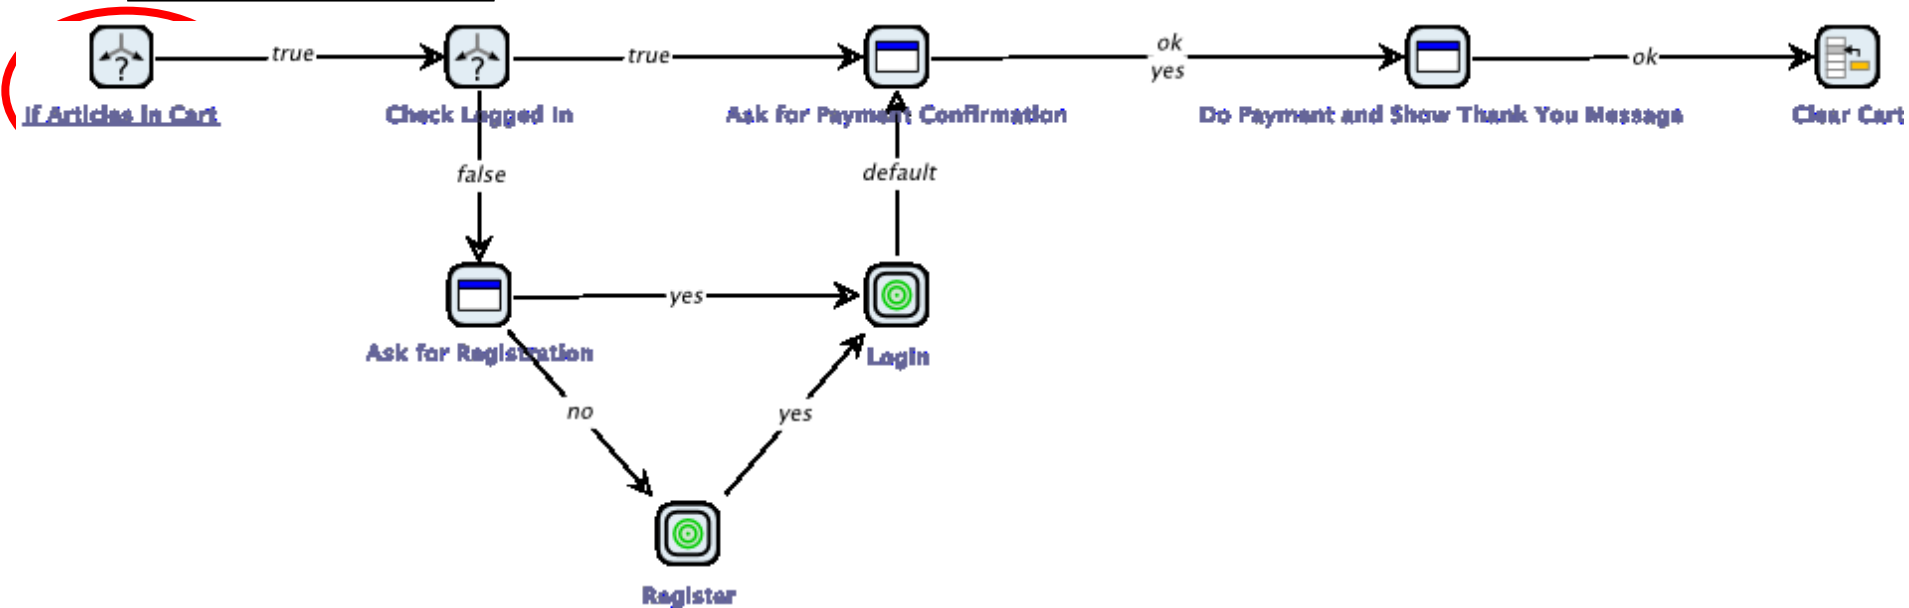 true
true
ok
yes
ok
If Articles in Cart
Check Logged In
Ask for Payment Confirmation
Do Payment and Show Thank You Message
Clear Cart
false
default
yes
Ask for Registration
Login
no
yes
Register